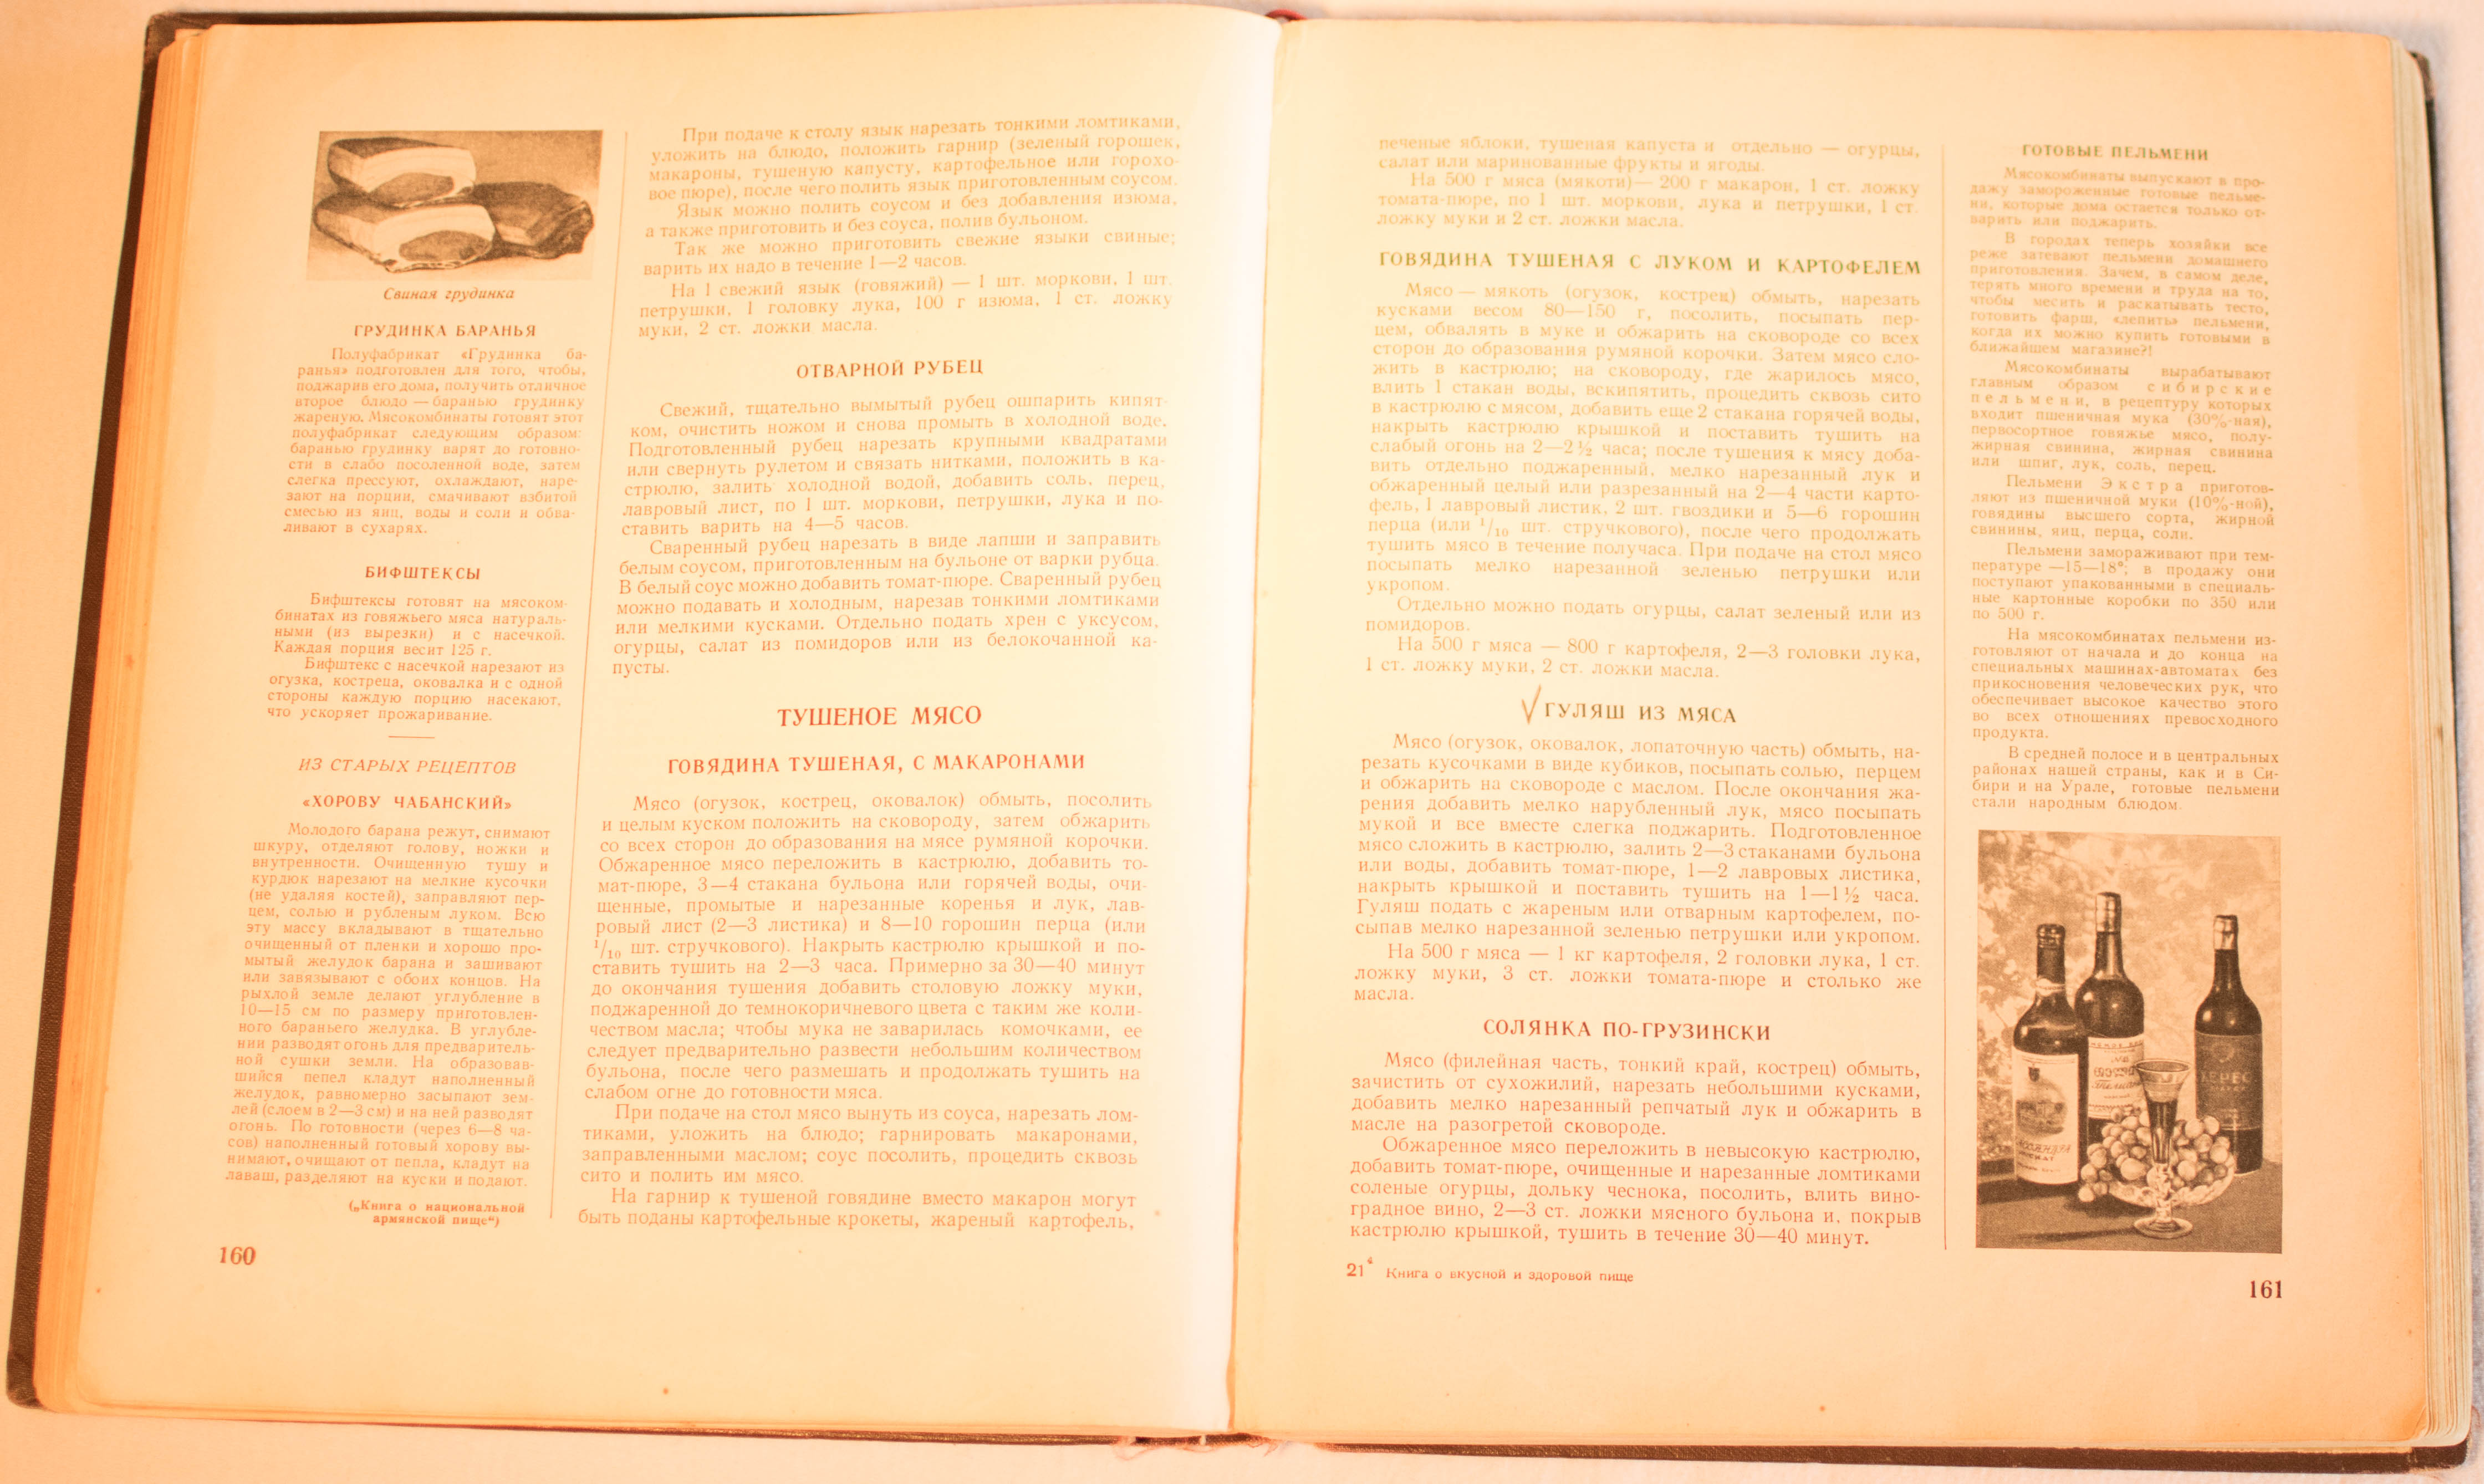 Свиная грудинка
ГРУДИНКА БАРАНЬЯ
Полуфабрикат «Грудинка ба-
ранья» подготовлен для того, чтобы,
поджарив его дома, получить отличное
второе блюдо — баранью грудинку
жареную. Мясокомбинаты готовят этот
полуфабрикат следующим образом:
баранью грудинку варят до готовно-
сти в слабо посоленной воде, затем
слегка прессуют, охлаждают, наре-
зают на порции, смачивают взбитой
смесью из яиц, воды и соли и обва-
ливают в сухарях.
БИФШТЕКСЫ
Бифштексы готовят на мясоком-
бинатах из говяжьего мяса натураль-
ными (из вырезки) и с насечкой.
Каждая порция весит 125 г.
Бифштекс с насечкой нарезают из
огузка, костреца, оковалка и с одной
стороны каждую порцию насекают,
что ускоряет прожаривание.
ИЗ СТАРЫХ РЕЦЕПТОВ
«ХОРОВУ ЧАБАНСКИЙ»
Молодого барана режут, снимают
шкуру, отделяют голову, ножки и
внутренности. Очищенную тушу и
курдюк нарезают на мелкие кусочки
(не удаляя костей), заправляют пер-
цем, солью и рубленым луком. Всю
эту массу вкладывают в тщательно
очищенный от пленки и хорошо про-
мытый желудок барана и зашивают
или завязывают с обоих концов. На
рыхлой земле делают углубление в
10—15 см по размеру приготовлен-
ного бараньего желудка. В углубле-
нии разводят огонь для предваритель-
ной сушки земли. На образовав-
шийся пепел кладут наполненный
желудок, равномерно засыпают зем-
лей (слоем в 2—3 см) и на ней разводят
огонь. По готовности (через 6—8 ча-
сов) наполненный готовый хорову вы-
нимают, очищают от пепла, кладут на
лаваш, разделяют на куски и подают.
(„Книга о национальной
армянской пище“)
160
При подаче к столу язык нарезать тонкими ломтиками,
уложить на блюдо, положить гарнир (зеленый горошек,
макароны, тушеную капусту, картофельное или горохо-
вое пюре), после чего полить язык приготовленным соусом.
Язык можно полить соусом и без добавления изюма,
а также приготовить и без соуса, полив бульоном.
Так же можно приготовить свежие языки свиные;
варить их надо в течение 1—2 часов.
На 1 свежий язык (говяжий) — 1 шт. моркови, 1 шт.
петрушки, 1 головку лука, 100 г изюма, 1 ст. ложку
муки, 2 ст. ложки масла.
ОТВАРНОЙ РУБЕЦ
Свежий, тщательно вымытый рубец ошпарить кипят-
ком, очистить ножом и снова промыть в холодной воде.
Подготовленный рубец нарезать крупными квадратами
или свернуть рулетом и связать нитками, положить в ка-
стрюлю, залить холодной водой, добавить соль, перец,
лавровый лист, по 1 шт. моркови, петрушки, лука и по-
ставить варить на 4—5 часов.
Сваренный рубец нарезать в виде лапши и заправить
белым соусом, приготовленным на бульоне от варки рубца.
В белый соус можно добавить томат-пюре. Сваренный рубец
можно подавать и холодным, нарезав тонкими ломтиками
или мелкими кусками. Отдельно подать хрен с уксусом,
огурцы, салат из помидоров или из белокочанной ка-
пусты.
ТУШЕНОЕ МЯСО
ГОВЯДИНА ТУШЕНАЯ, С МАКАРОНАМИ
Мясо (огузок, кострец, оковалок) обмыть, посолить
и целым куском положить на сковороду, затем обжарить
со всех сторон до образования на мясе румяной корочки.
Обжаренное мясо переложить в кастрюлю, добавить то-
мат-пюре, 3—4 стакана бульона или горячей воды, очи-
щенные, промытые и нарезанные коренья и лук, лав-
ровый лист (2—3 листика) и 8—10 горошин перца (или
1/10 шт. стручкового). Накрыть кастрюлю крышкой и по-
ставить тушить на 2—3 часа. Примерно за 30—40 минут
до окончания тушения добавить столовую ложку муки,
поджаренной до темнокоричневого цвета с таким же коли-
чеством масла; чтобы мука не заварилась комочками, ее
следует предварительно развести небольшим количеством
бульона, после чего размешать и продолжать тушить на
слабом огне до готовности мяса.
При подаче на стол мясо вынуть из соуса, нарезать лом-
тиками, уложить на блюдо; гарнировать макаронами,
заправленными маслом; соус посолить, процедить сквозь
сито и полить им мясо.
На гарнир к тушеной говядине вместо макарон могут
быть поданы картофельные крокеты, жареный картофель,
печеные яблоки, тушеная капуста и отдельно — огурцы,
салат или маринованные фрукты и ягоды.
На 500 г мяса (мякоти)— 200 г макарон, 1 ст. ложку
томата-пюре, по 1 шт. моркови, лука и петрушки, 1 ст.
ложку муки и 2 ст. ложки масла.
ГОВЯДИНА ТУШЕНАЯ С ЛУКОМ И КАРТОФЕЛЕМ
Мясо — мякоть (огузок, кострец) обмыть, нарезать
кусками весом 80—150 г, посолить, посыпать пер-
цем, обвалять в муке и обжарить на сковороде со всех
сторон до образования румяной корочки. Затем мясо сло-
жить в кастрюлю; на сковороду, где жарилось мясо,
влить 1 стакан воды, вскипятить, процедить сквозь сито
в кастрюлю с мясом, добавить еще 2 стакана горячей воды,
накрыть кастрюлю крышкой и поставить тушить на
слабый огонь на 2—2½ часа; после тушения к мясу доба-
вить отдельно поджаренный, мелко нарезанный лук и
обжаренный целый или разрезанный на 2—4 части карто-
фель, 1 лавровый листик, 2 шт. гвоздики и 5—6 горошин
перца (или 1/10 шт. стручкового), после чего продолжать
тушить мясо в течение получаса. При подаче на стол мясо
посыпать мелко нарезанной зеленью петрушки или
укропом.
Отдельно можно подать огурцы, салат зеленый или из
помидоров.
На 500 г мяса — 800 г картофеля, 2—3 головки лука,
1 ст. ложку муки, 2 ст. ложки масла.
√ ГУЛЯШ ИЗ МЯСА
Мясо (огузок, оковалок, лопаточную часть) обмыть, на-
резать кусочками в виде кубиков, посыпать солью, перцем
и обжарить на сковороде с маслом. После окончания жа-
рения добавить мелко нарубленный лук, мясо посыпать
мукой и все вместе слегка поджарить. Подготовленное
мясо сложить в кастрюлю, залить 2—3 стаканами бульона
или воды, добавить томат-пюре, 1—2 лавровых листика,
накрыть крышкой и поставить тушить на 1—1½ часа.
Гуляш подать с жареным или отварным картофелем, по-
сыпав мелко нарезанной зеленью петрушки или укропом.
На 500 г мяса — 1 кг картофеля, 2 головки лука, 1 ст.
ложку муки, 3 ст. ложки томата-пюре и столько же
масла.
СОЛЯНКА ПО-ГРУЗИНСКИ
Мясо (филейная часть, тонкий край, кострец) обмыть,
зачистить от сухожилий, нарезать небольшими кусками,
добавить мелко нарезанный репчатый лук и обжарить в
масле на разогретой сковороде.
Обжаренное мясо переложить в невысокую кастрюлю,
добавить томат-пюре, очищенные и нарезанные ломтиками
соленые огурцы, дольку чеснока, посолить, влить вино-
градное вино, 2—3 ст. ложки мясного бульона и, покрыв
кастрюлю крышкой, тушить в течение 30—40 минут.
21 Книга о вкусной и здоровой пище
ГОТОВЫЕ ПЕЛЬМЕНИ
Мясокомбинаты выпускают в про-
дажу замороженные готовые пельме-
ни, которые дома остается только от-
варить или поджарить.
В городах теперь хозяйки все
реже затевают пельмени домашнего
приготовления. Зачем, в самом деле,
терять много времени и труда на то,
чтобы месить и раскатывать тесто,
готовить фарш, «лепить» пельмени,
когда их можно купить готовыми в
ближайшем магазине?!
Мясокомбинаты вырабатывают
главным образом сибирские
пельмени, в рецептуру которых
входит пшеничная мука (30%-ная),
первосортное говяжье мясо, полу-
жирная свинина, жирная свинина
или шпиг, лук, соль, перец.
Пельмени Экстра приготов-
ляют из пшеничной муки (10%-ной),
говядины высшего сорта, жирной
свинины, яиц, перца, соли.
Пельмени замораживают при тем-
пературе —15—18°; в продажу они
поступают упакованными в специаль-
ные картонные коробки по 350 или
по 500 г.
На мясокомбинатах пельмени из-
готовляют от начала и до конца на
специальных машинах-автоматах без
прикосновения человеческих рук, что
обеспечивает высокое качество этого
во всех отношениях превосходного
продукта.
В средней полосе и в центральных
районах нашей страны, как и в Си-
бири и на Урале, готовые пельмени
стали народным блюдом.
ХЕРЕС
161